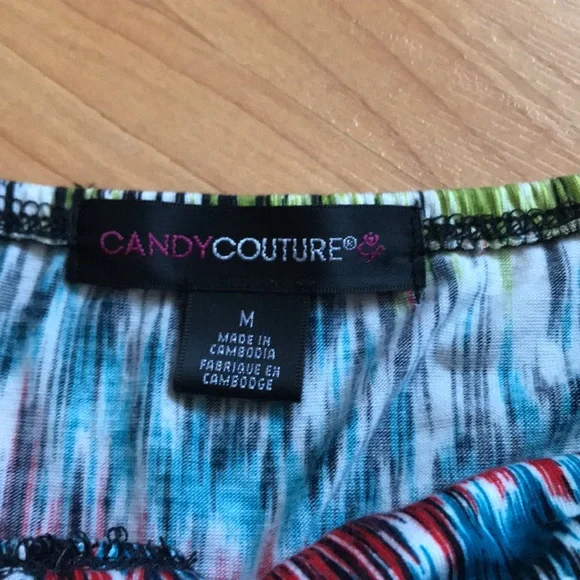 CANDYCOUTURE®
M
MADE IN
CAMBODIA
FABRIQUE EN
CAMBODGE